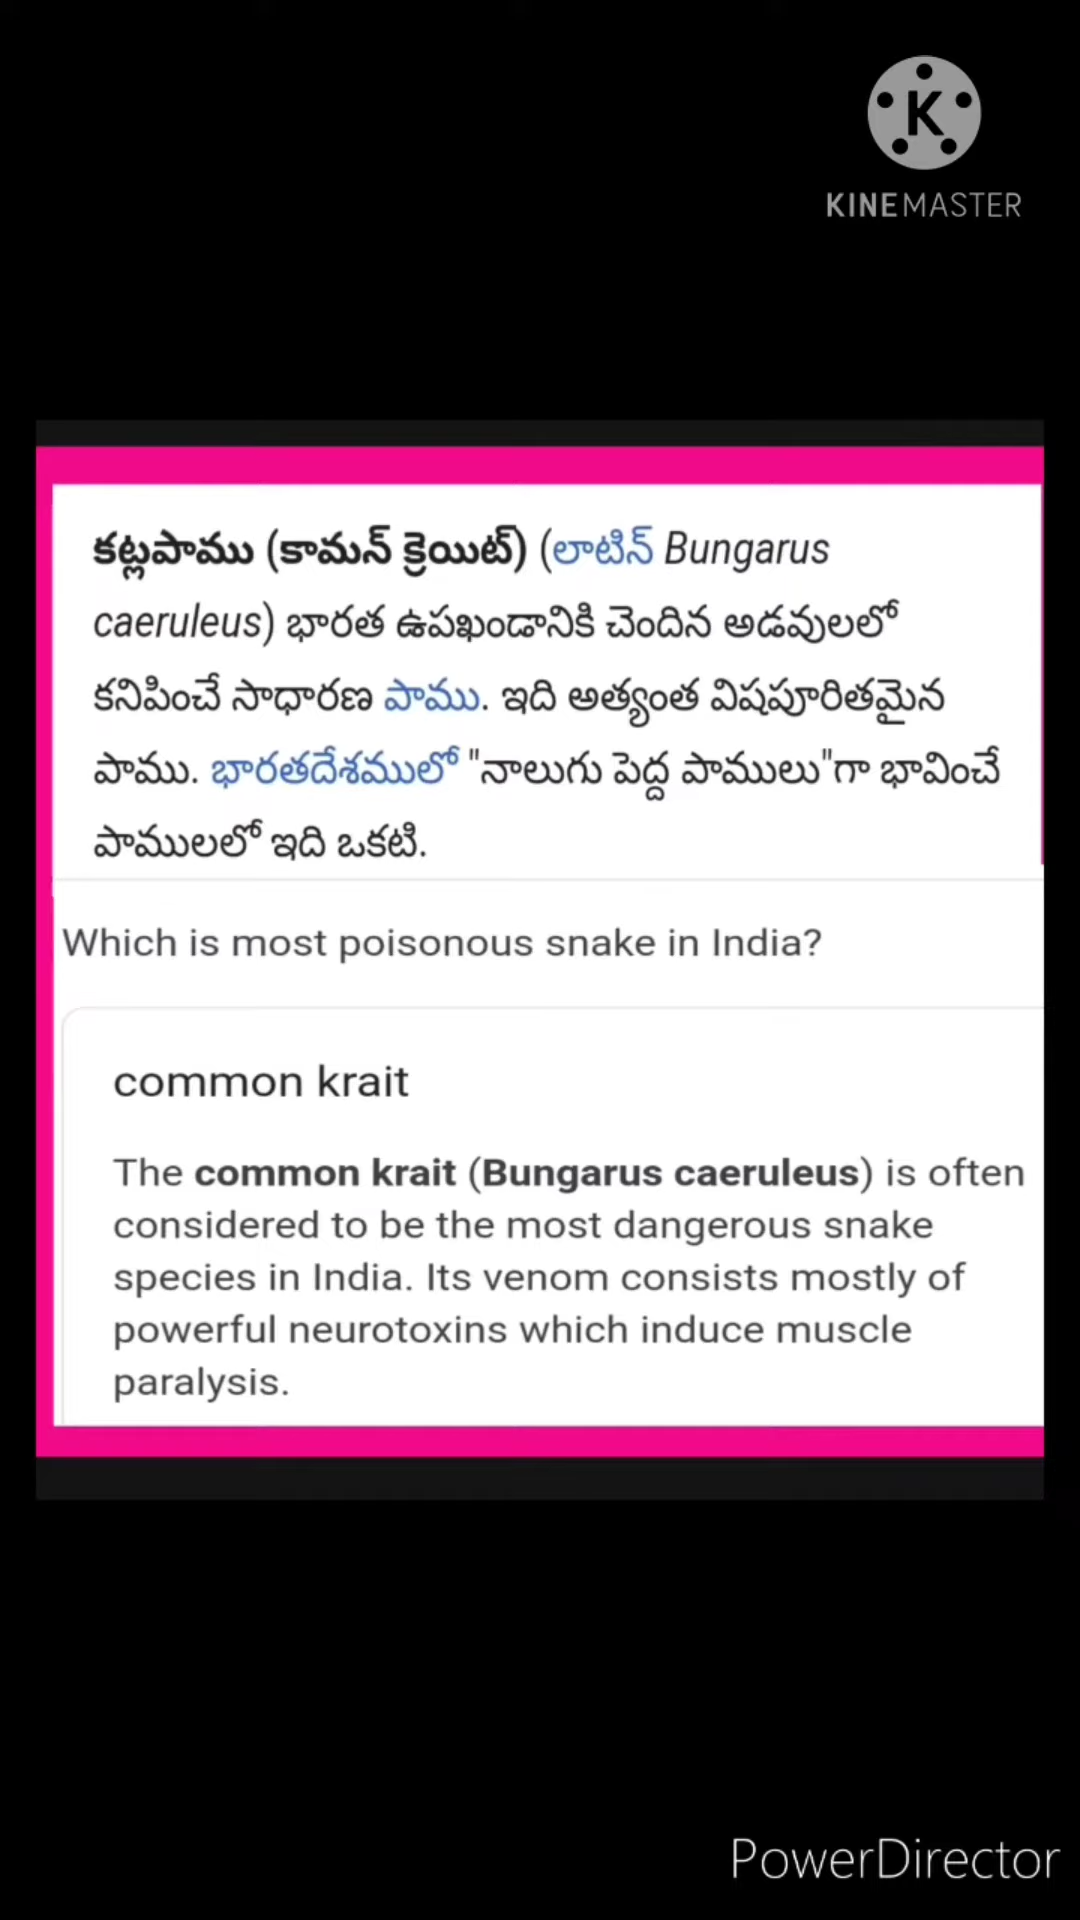 K
KINEMASTER
కట్లపాము (కామన్ క్రెయిట్) (లాటిన్ Bungarus
caeruleus) భారత ఉపఖండానికి చెందిన అడవులలో
కనిపించే సాధారణ పాము. ఇది అత్యంత విషపూరితమైన
పాము. భారతదేశములో "నాలుగు పెద్ద పాములు"గా భావించే
పాములలో ఇది ఒకటి.
Which is most poisonous snake in India?
common krait
The common krait (Bungarus caeruleus) is often
considered to be the most dangerous snake
species in India. Its venom consists mostly of
powerful neurotoxins which induce muscle
paralysis.
PowerDirector